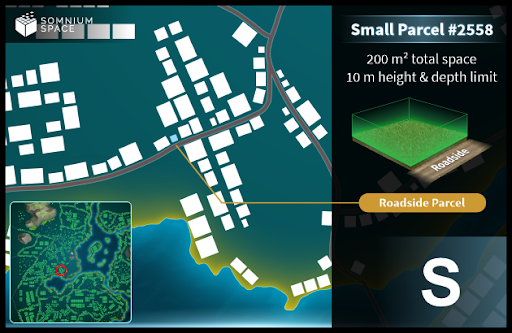 SOMNIUM
SPACE
Small Parcel #2558
200 m² total space
10 m height & depth limit
Roadside
Roadside Parcel
S